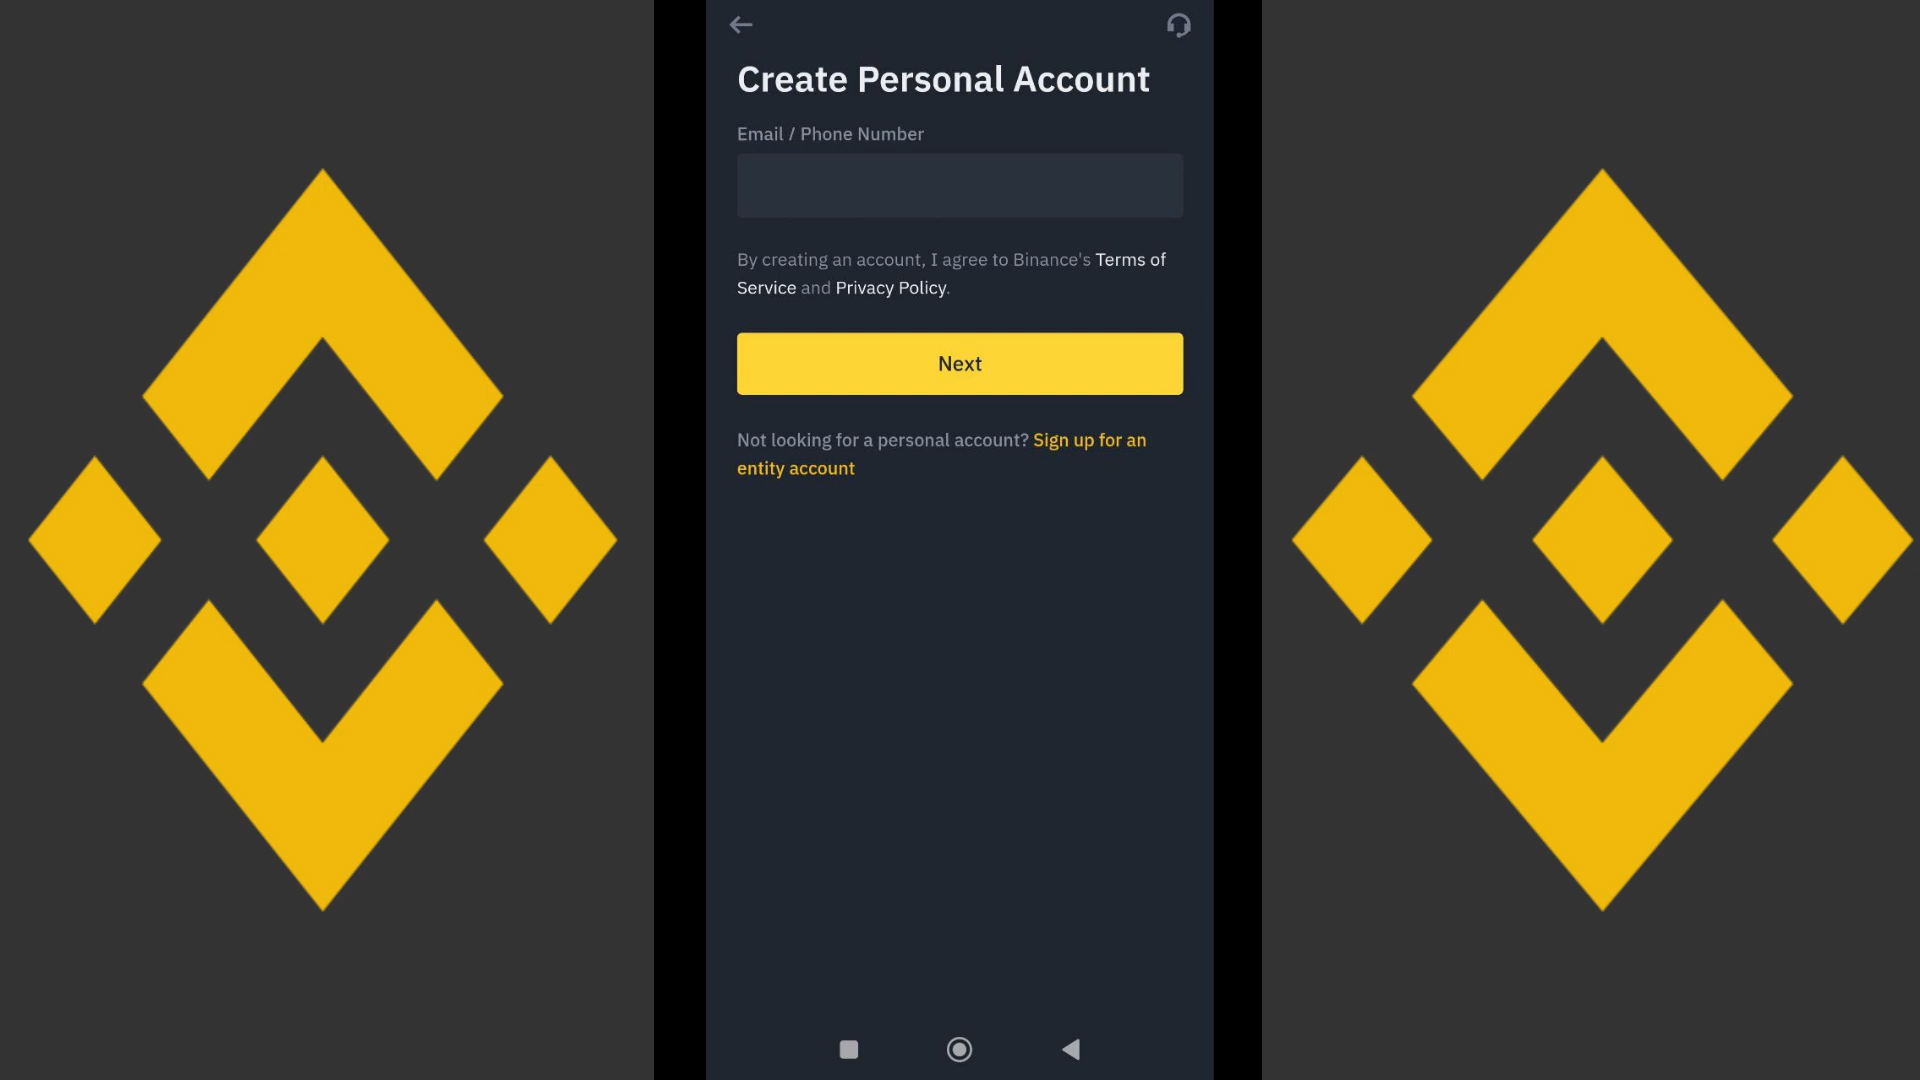 Create Personal Account
Email / Phone Number
By creating an account, I agree to Binance's Terms of
Service and Privacy Policy.
Next
Not looking for a personal account? Sign up for an
entity account